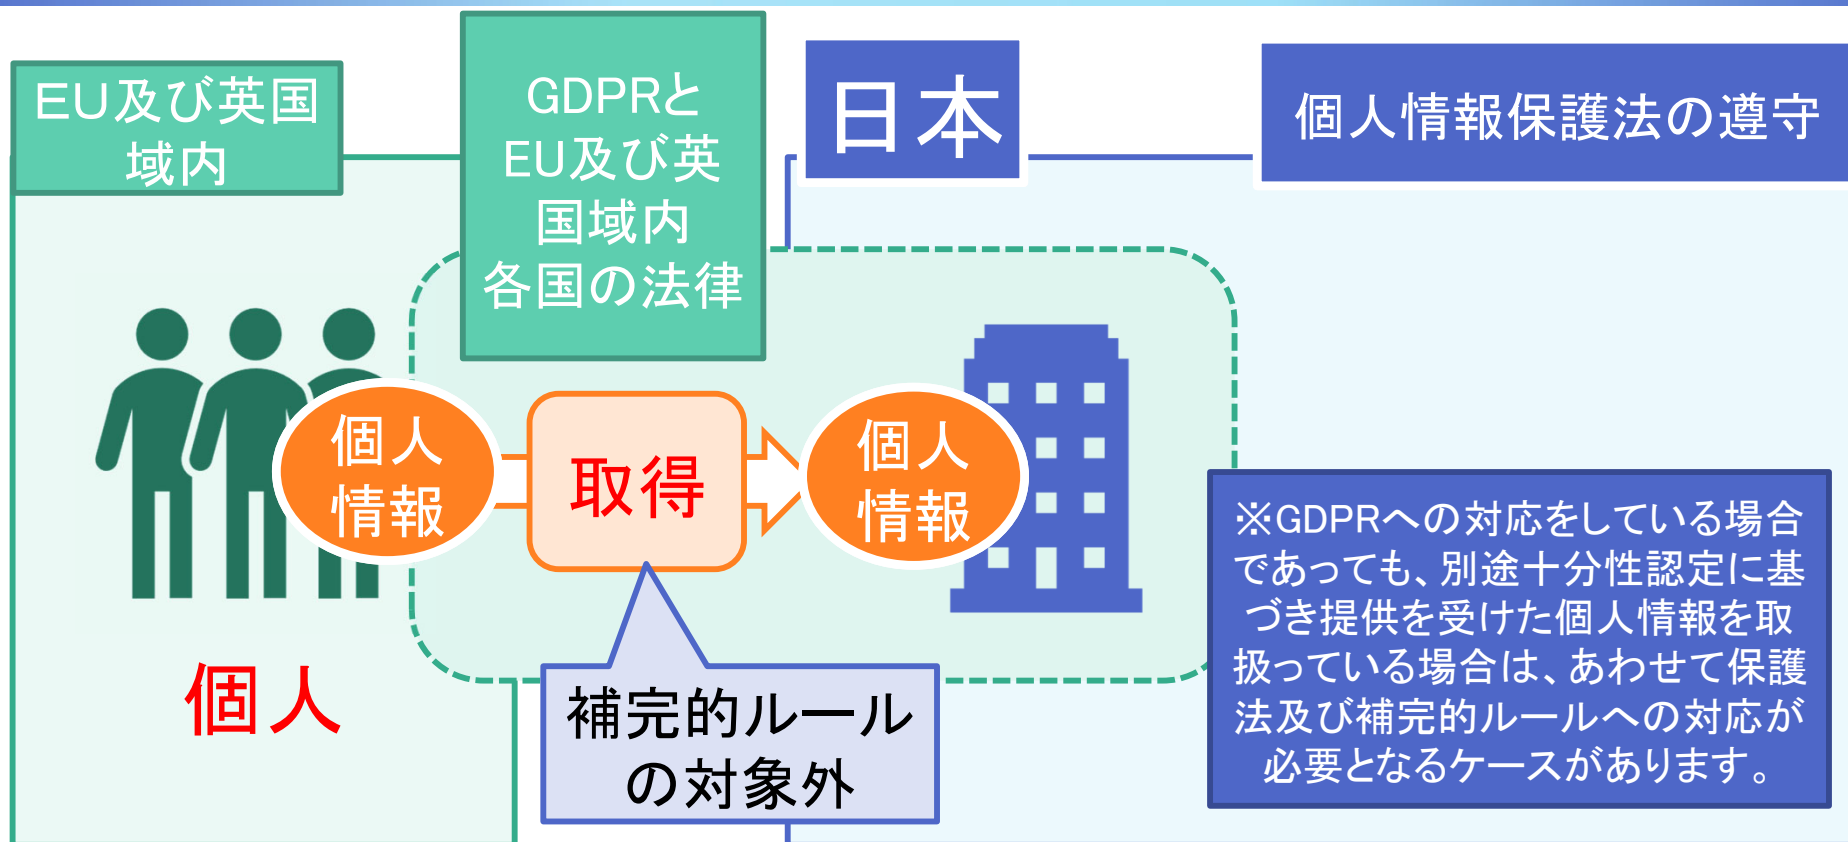 EU及び英国
域内
GDPRと
EU及び英
国域内
各国の法律
日本
個人情報保護法の遵守
個人
情報
取得
個人
情報
個人
補完的ルール
の対象外
※GDPRへの対応をしている場合
であっても、別途十分性認定に基
づき提供を受けた個人情報を取
扱っている場合は、あわせて保護
法及び補完的ルールへの対応が
必要となるケースがあります。